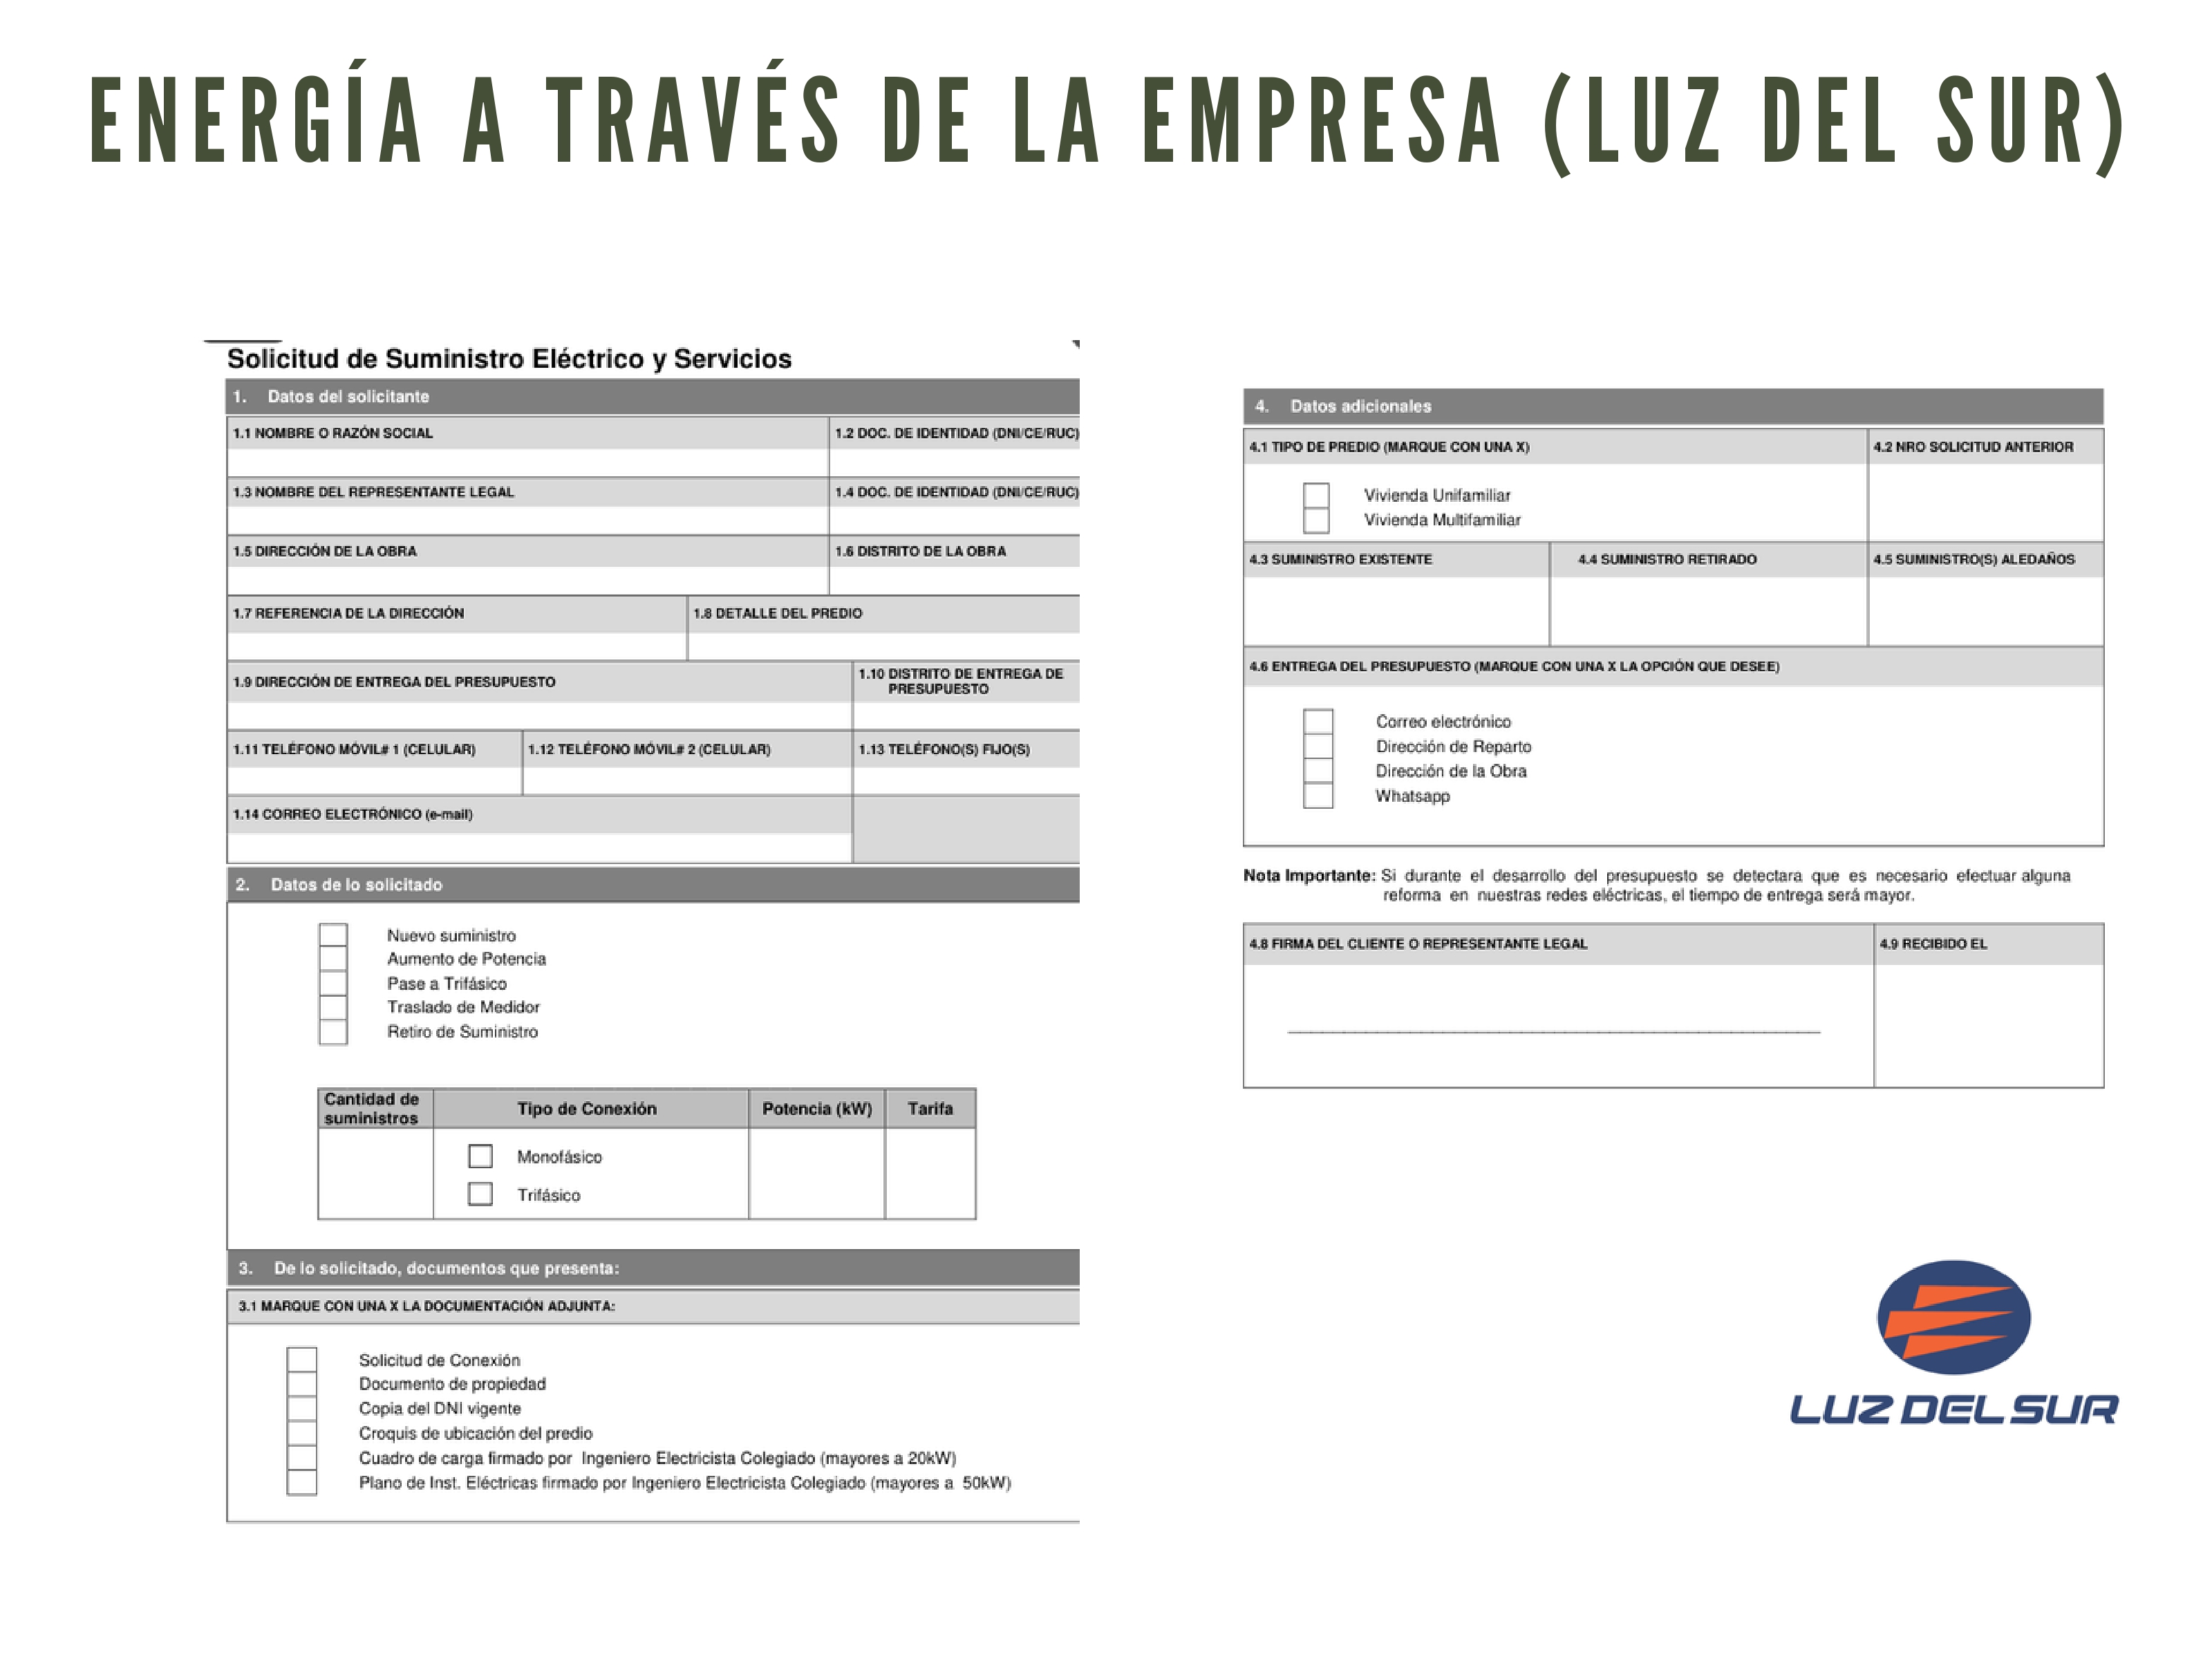 ENERGÍA A TRAVÉS DE LA EMPRESA (LUZ DEL SUR)
Solicitud de Suministro Eléctrico y Servicios
1. Datos del solicitante
1.1 NOMBRE O RAZÓN SOCIAL
1.2 DOC. DE IDENTIDAD (DNI/CE/RUC)
1.3 NOMBRE DEL REPRESENTANTE LEGAL
1.4 DOC. DE IDENTIDAD (DNI/CE/RUC)
1.5 DIRECCIÓN DE LA OBRA
1.6 DISTRITO DE LA OBRA
1.7 REFERENCIA DE LA DIRECCIÓN
1.8 DETALLE DEL PREDIO
1.9 DIRECCIÓN DE ENTREGA DEL PRESUPUESTO
1.10 DISTRITO DE ENTREGA DE
PRESUPUESTO
1.11 TELÉFONO MÓVIL# 1 (CELULAR)
1.12 TELÉFONO MÓVIL# 2 (CELULAR)
1.13 TELÉFONO(S) FIJO(S)
1.14 CORREO ELECTRÓNICO (e-mail)
2. Datos de lo solicitado
Nuevo suministro
Aumento de Potencia
Pase a Trifásico
Traslado de Medidor
Retiro de Suministro
Cantidad de
suministros
Tipo de Conexión
Potencia (kW)
Tarifa
Monofásico
Trifásico
3. De lo solicitado, documentos que presenta:
3.1 MARQUE CON UNA X LA DOCUMENTACIÓN ADJUNTA:
Solicitud de Conexión
Documento de propiedad
Copia del DNI vigente
Croquis de ubicación del predio
Cuadro de carga firmado por Ingeniero Electricista Colegiado (mayores a 20kW)
Plano de Inst. Eléctricas firmado por Ingeniero Electricista Colegiado (mayores a 50kW)
4. Datos adicionales
4.1 TIPO DE PREDIO (MARQUE CON UNA X)
4.2 NRO SOLICITUD ANTERIOR
Vivienda Unifamiliar
Vivienda Multifamiliar
4.3 SUMINISTRO EXISTENTE
4.4 SUMINISTRO RETIRADO
4.5 SUMINISTRO(S) ALEDAÑOS
4.6 ENTREGA DEL PRESUPUESTO (MARQUE CON UNA X LA OPCIÓN QUE DESEE)
Correo electrónico
Dirección de Reparto
Dirección de la Obra
Whatsapp
Nota Importante: Si durante el desarrollo del presupuesto se detectara que es necesario efectuar alguna
reforma en nuestras redes eléctricas, el tiempo de entrega será mayor.
4.8 FIRMA DEL CLIENTE O REPRESENTANTE LEGAL
4.9 RECIBIDO EL
LUZ DEL SUR